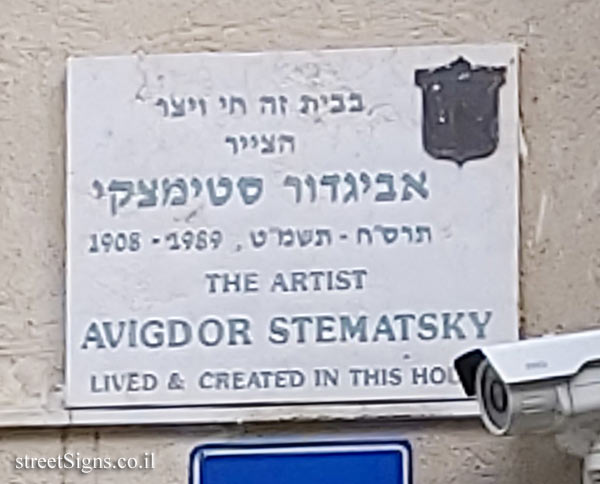 בבית זה חי ויצר
הצייר
אביגדור סטימצקי
תרס"ח - תשמ"ט, 1989 - 1908
THE ARTIST
AVIGDOR STEMATSKY
LIVED & CREATED IN THIS
streetSigns.co.il